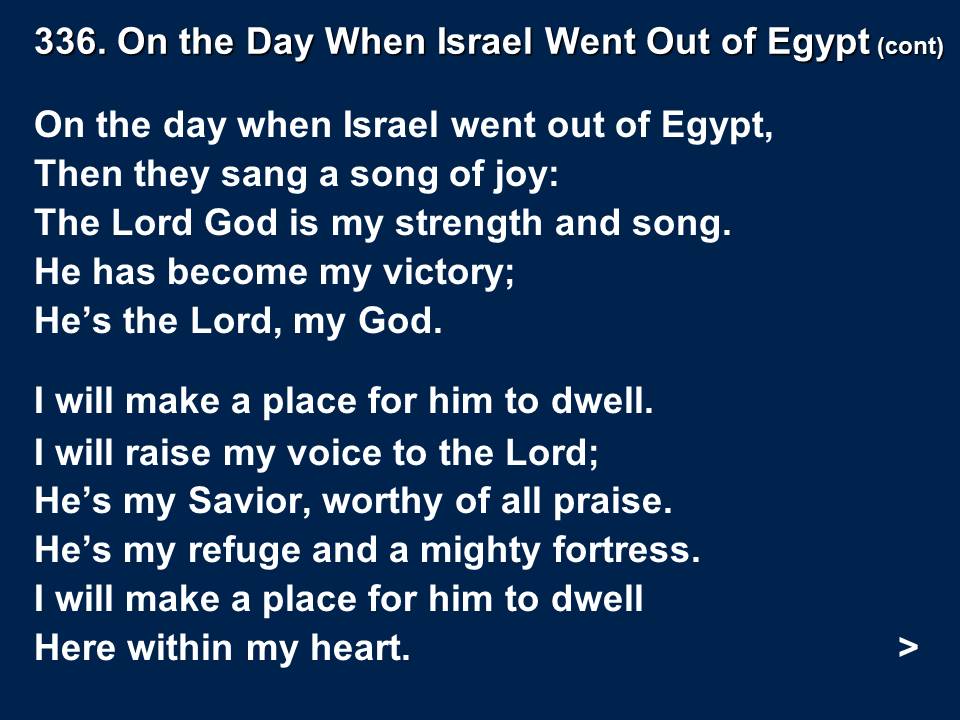 336. On the Day When Israel Went Out of Egypt (cont)
On the day when Israel went out of Egypt,
Then they sang a song of joy:
The Lord God is my strength and song.
He has become my victory;
He’s the Lord, my God.
I will make a place for him to dwell.
I will raise my voice to the Lord;
He’s my Savior, worthy of all praise.
He’s my refuge and a mighty fortress.
I will make a place for him to dwell
Here within my heart. >